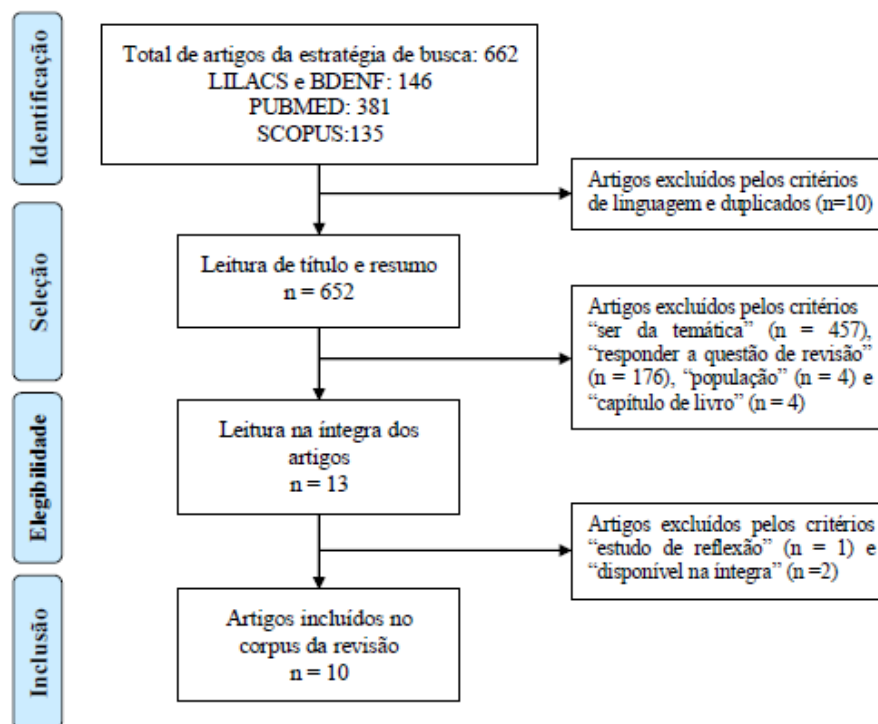 Identificação
Total de artigos da estratégia de busca: 662
LILACS e BDENF: 146
PUBMED: 381
SCOPUS:135
Artigos excluídos pelos critérios
de linguagem e duplicados (n=10)
Seleção
Leitura de título e resumo
n = 652
Artigos excluídos pelos critérios
“ser da temática” (n = 457),
“responder a questão de revisão”
(n = 176), “população” (n = 4) e
“capítulo de livro” (n = 4)
Elegibilidade
Leitura na íntegra dos
artigos
n = 13
Artigos excluídos pelos critérios
“estudo de reflexão” (n = 1) e
“disponível na íntegra” (n =2)
Inclusão
Artigos incluídos no
corpus da revisão
n = 10